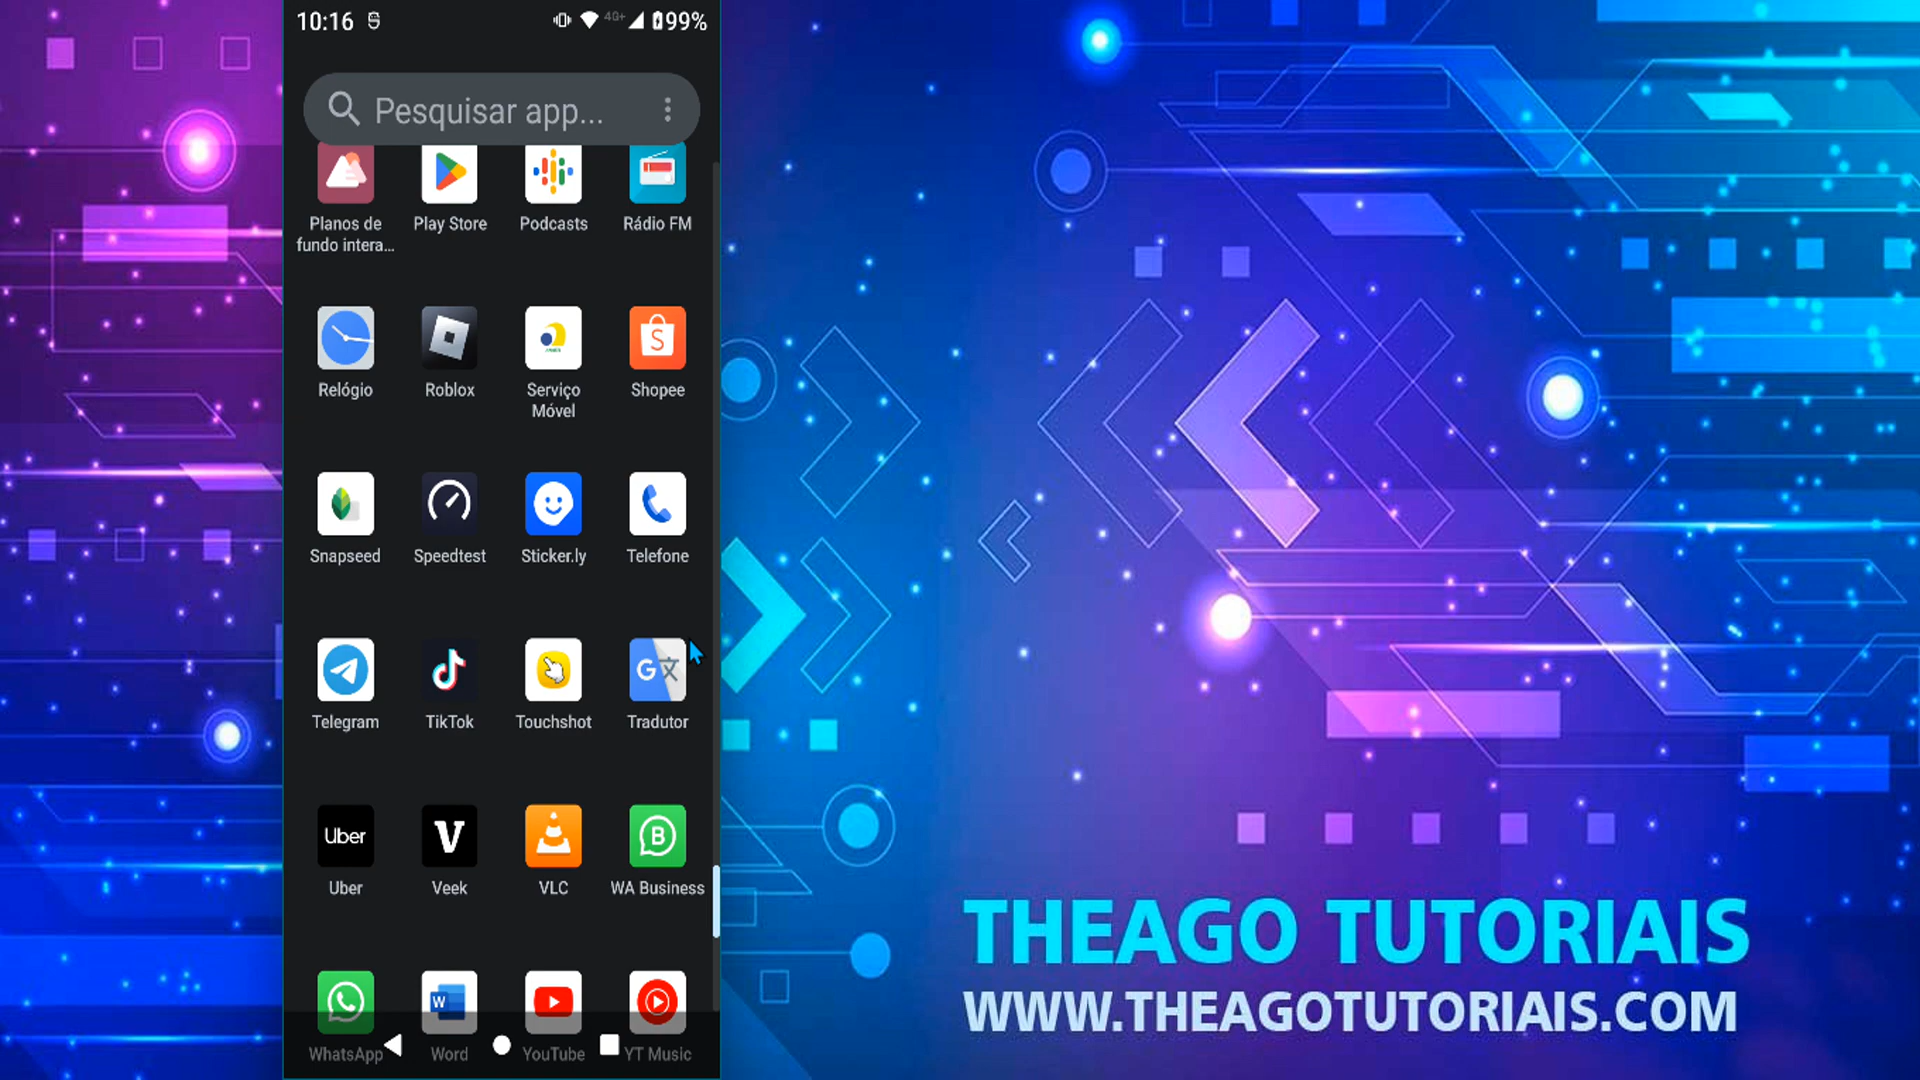 10:16 4G+ 99%
Pesquisar app...
Planos de
fundo intera...
Play Store
Podcasts
Rádio FM
Relógio
Roblox
Serviço
Móvel
S
Shopee
Snapseed
Speedtest
Sticker.ly
Telefone
G
Telegram
TikTok
Touchshot
Tradutor
Uber
V
B
Uber
Veek
VLC
WA Business
W
WhatsApp
Word
YouTube
YT Music
THEAGO TUTORIAIS
WWW.THEAGOTUTORIAIS.COM